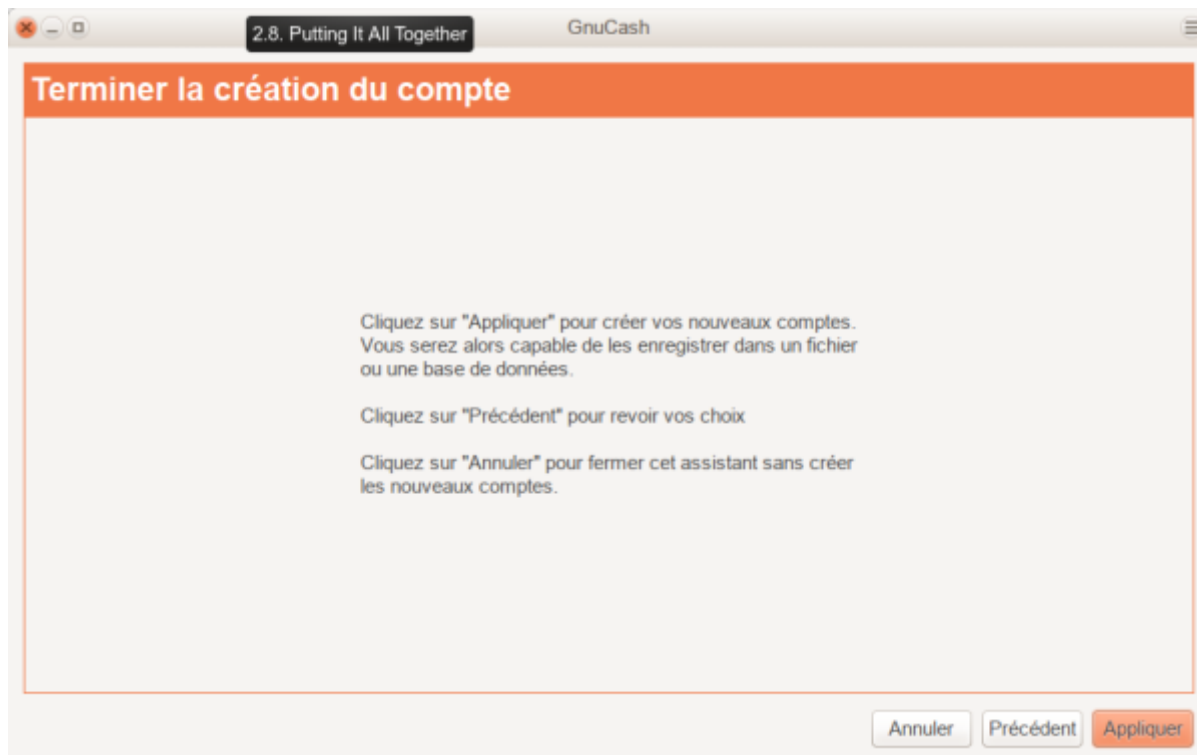 2.8. Putting It All Together
GnuCash
Terminer la création du compte
Cliquez sur "Appliquer" pour créer vos nouveaux comptes.
Vous serez alors capable de les enregistrer dans un fichier
ou une base de données.
Cliquez sur "Précédent" pour revoir vos choix
Cliquez sur "Annuler" pour fermer cet assistant sans créer
les nouveaux comptes.
Annuler
Précédent
Appliquer